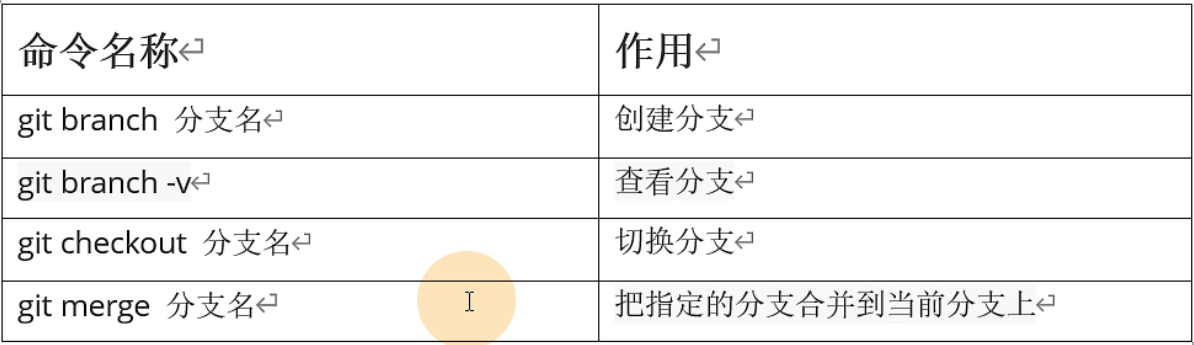 命令名称 作用
git branch 分支名 创建分支
git branch -v 查看分支
git checkout 分支名 切换分支
git merge 分支名 把指定的分支合并到当前分支上